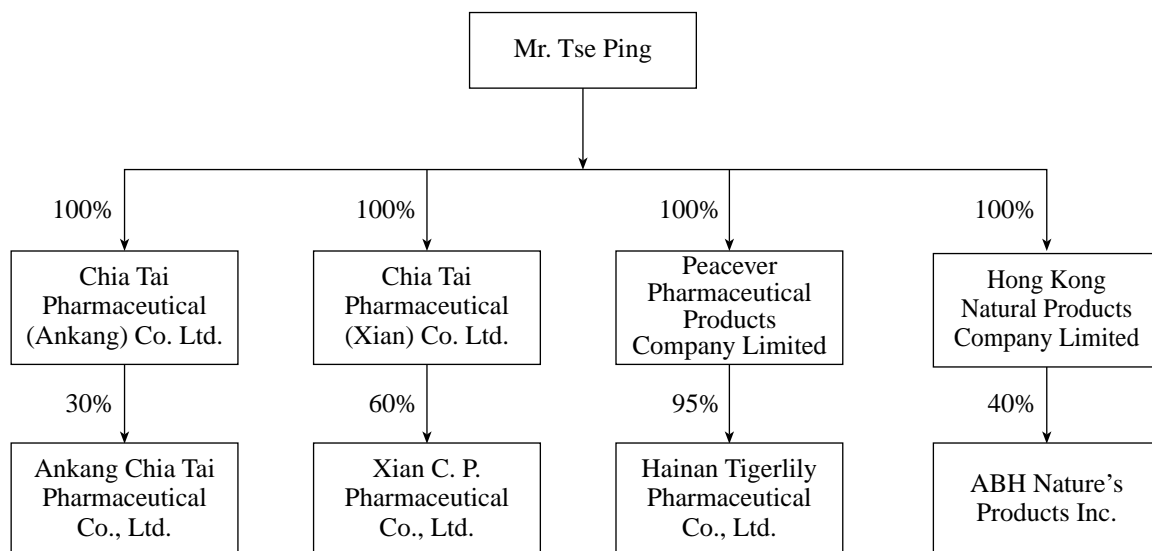 Mr. Tse Ping
100%
100%
100%
100%
Chia Tai
Pharmaceutical
(Ankang) Co. Ltd.
Chia Tai
Pharmaceutical
(Xian) Co. Ltd.
Peacever
Pharmaceutical
Products
Company Limited
Hong Kong
Natural Products
Company Limited
30%
60%
95%
40%
Ankang Chia Tai
Pharmaceutical
Co., Ltd.
Xian C. P.
Pharmaceutical
Co., Ltd.
Hainan Tigerlily
Pharmaceutical
Co., Ltd.
ABH Nature’s
Products Inc.